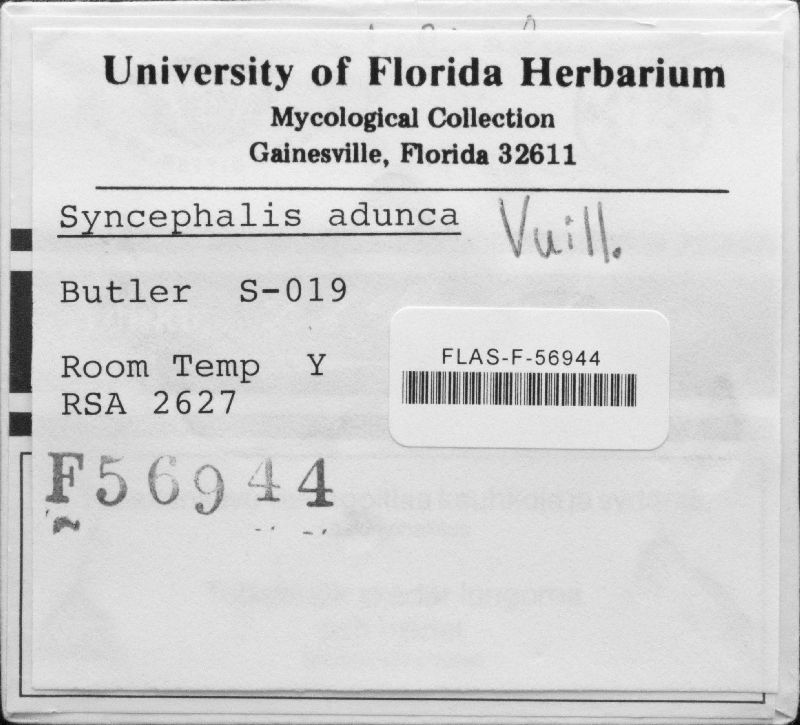 University of Florida Herbarium
Mycological Collection
Gainesville, Florida 32611
Syncephalis adunca Vuill.
Butler S-019
FLAS-F-56944
Room Temp Y
RSA 2627
F56944